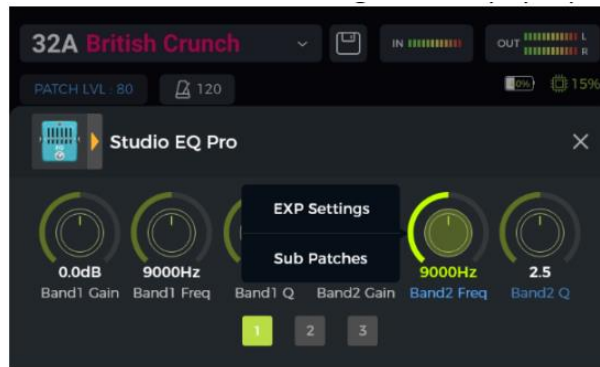 32A British Crunch
IN
OUT
L
R
PATCH LVL : 80
120
0%
15%
Studio EQ Pro
EXP Settings
Sub Patches
0.0dB
9000Hz
9000Hz
2.5
Band1 Gain
Band1 Freq
Band1 Q
Band2 Gain
Band2 Freq
Band2 Q
1
2
3